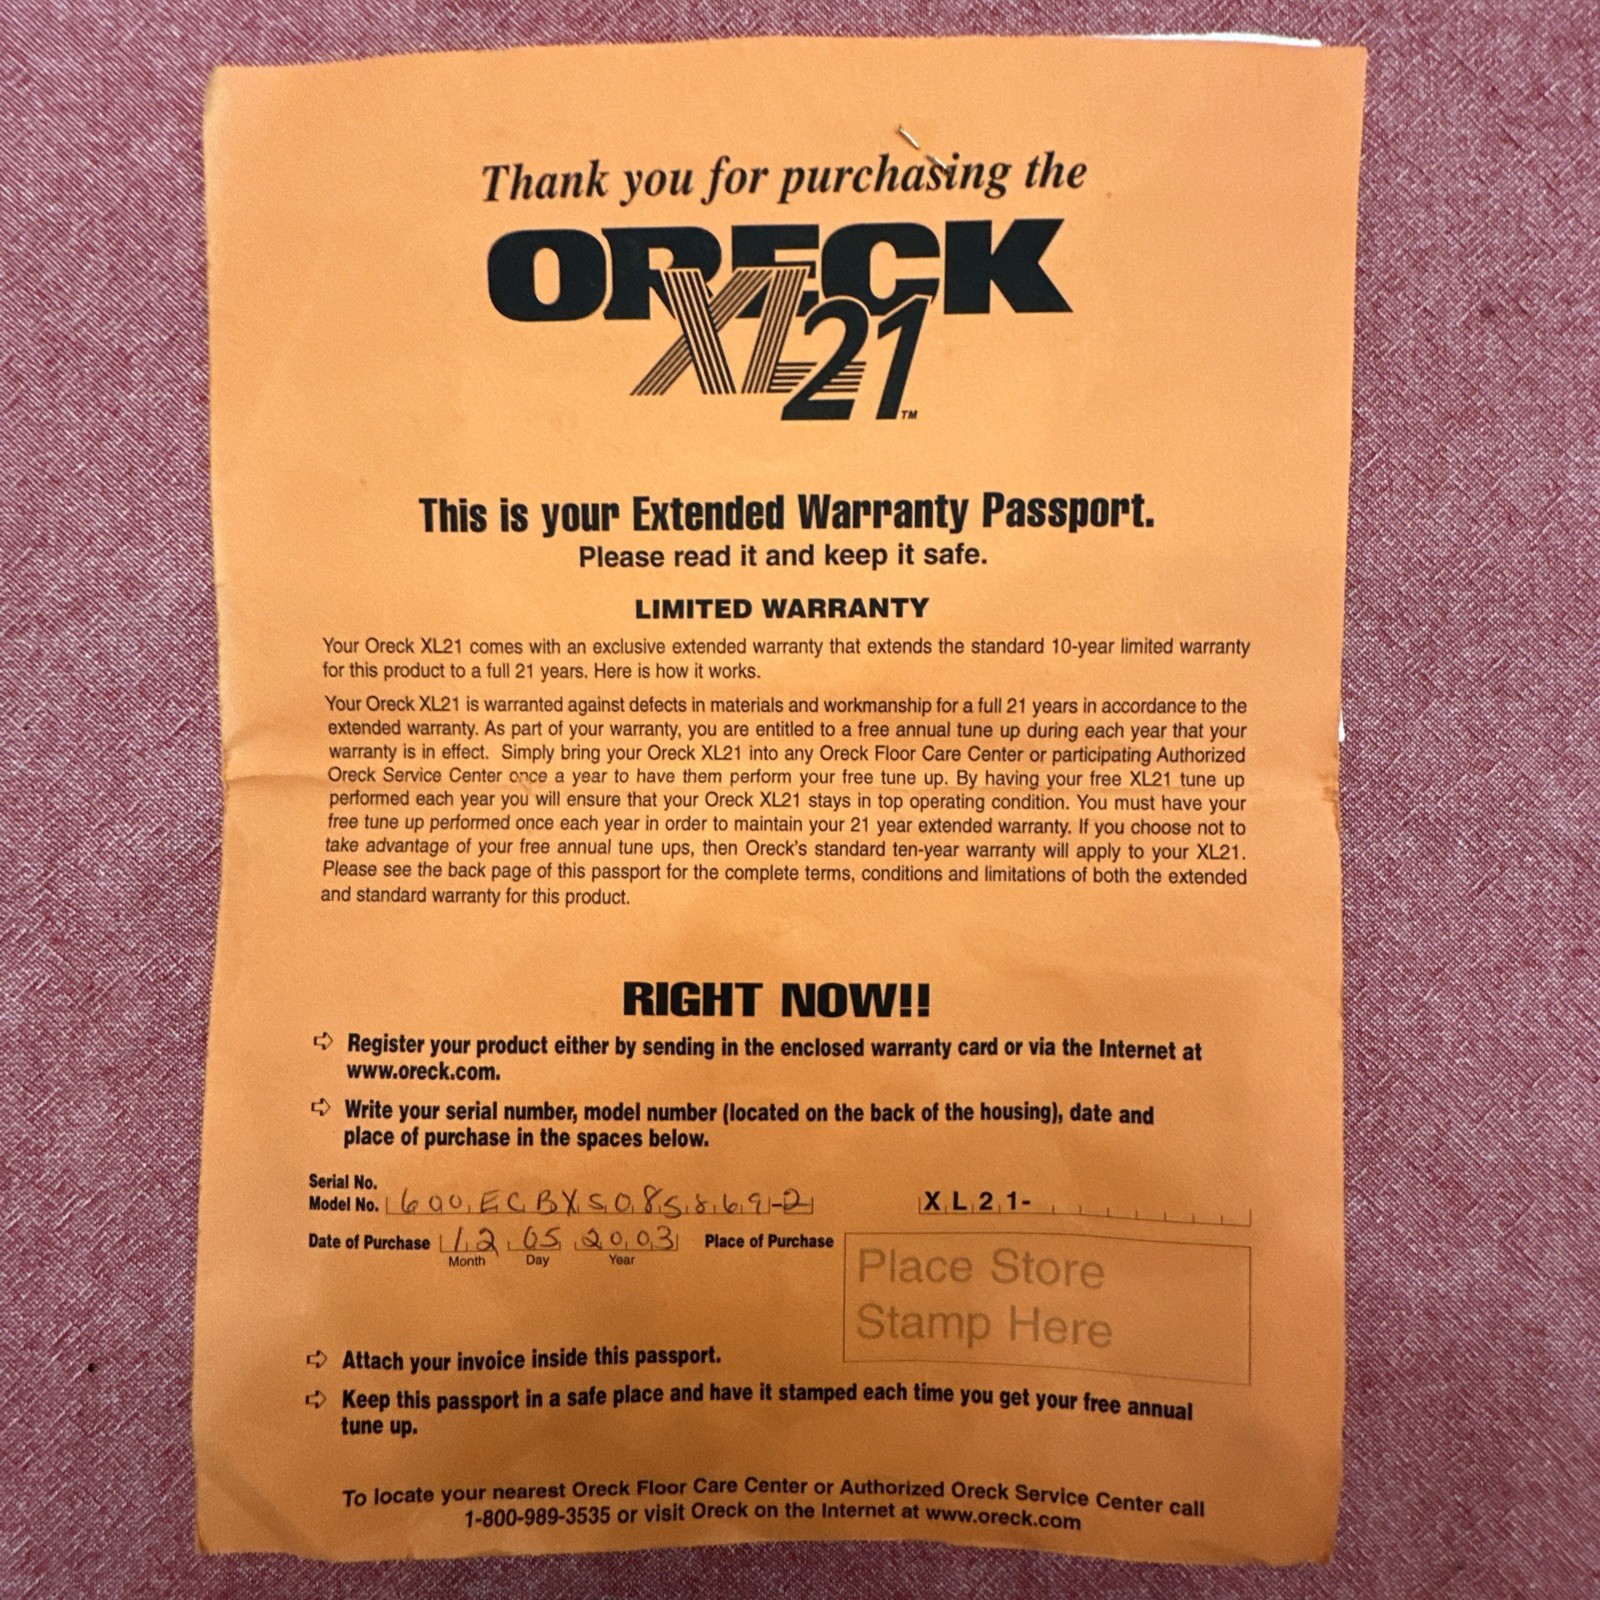 Thank you for purchasing the
ORECK
XL21™
This is your Extended Warranty Passport.
Please read it and keep it safe.
LIMITED WARRANTY
Your Oreck XL21 comes with an exclusive extended warranty that extends the standard 10-year limited warranty
for this product to a full 21 years. Here is how it works.
Your Oreck XL21 is warranted against defects in materials and workmanship for a full 21 years in accordance to the
extended warranty. As part of your warranty, you are entitled to a free annual tune up during each year that your
warranty is in effect. Simply bring your Oreck XL21 into any Oreck Floor Care Center or participating Authorized
Oreck Service Center once a year to have them perform your free tune up. By having your free XL21 tune up
performed each year you will ensure that your Oreck XL21 stays in top operating condition. You must have your
free tune up performed once each year in order to maintain your 21 year extended warranty. If you choose not to
take advantage of your free annual tune ups, then Oreck's standard ten-year warranty will apply to your XL21.
Please see the back page of this passport for the complete terms, conditions and limitations of both the extended
and standard warranty for this product.
RIGHT NOW!!
⇨ Register your product either by sending in the enclosed warranty card or via the Internet at
www.oreck.com.
⇨ Write your serial number, model number (located on the back of the housing), date and
place of purchase in the spaces below.
Serial No.
Model No. 600ECBXS085869-2 XL21-
Date of Purchase 12 05 2003 Place of Purchase
Month Day Year
Place Store
Stamp Here
⇨ Attach your invoice inside this passport.
⇨ Keep this passport in a safe place and have it stamped each time you get your free annual
tune up.
To locate your nearest Oreck Floor Care Center or Authorized Oreck Service Center call
1-800-989-3535 or visit Oreck on the Internet at www.oreck.com